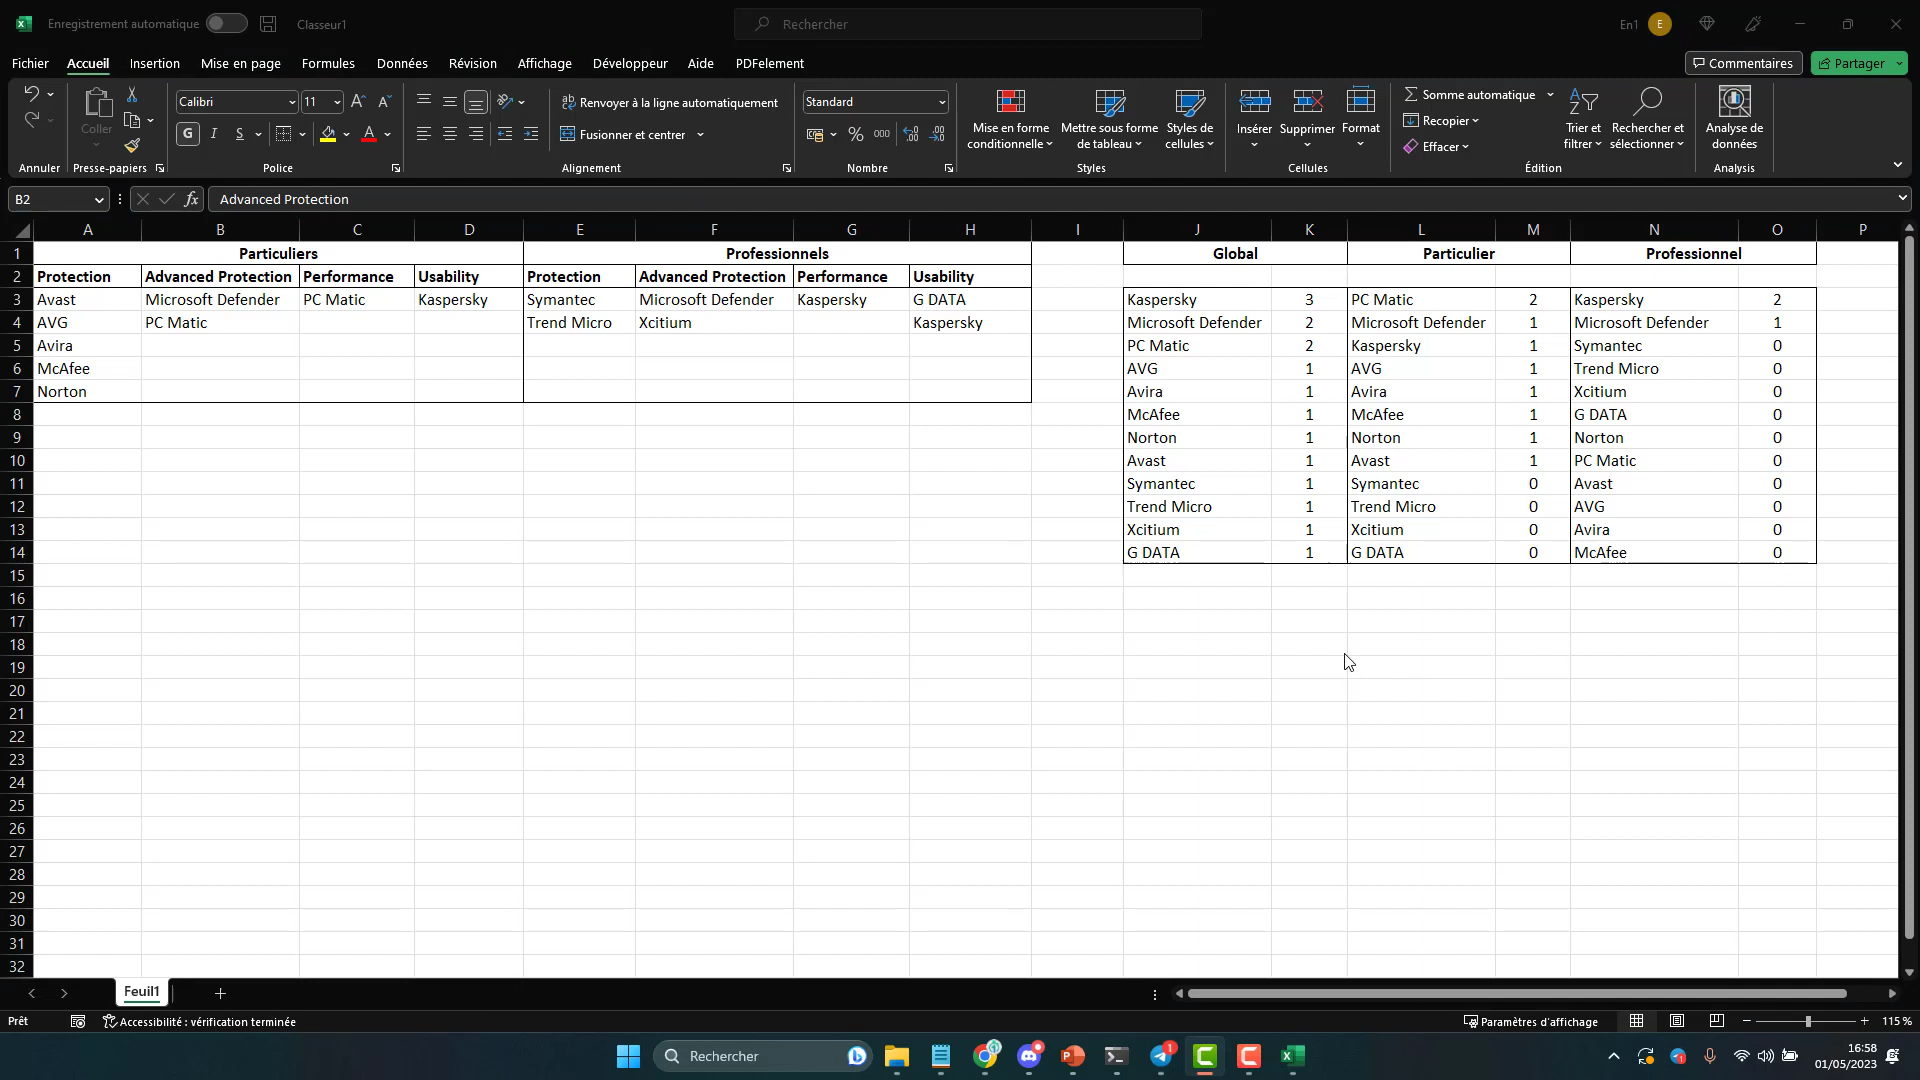 Enregistrement automatique Classeur1 Rechercher En1 E
Fichier Accueil Insertion Mise en page Formules Données Révision Affichage Développeur Aide PDFelement Commentaires Partager
Coller
Calibri 11
G I S
Renvoyer à la ligne automatiquement
Fusionner et centrer
Standard
% 000
Mise en forme conditionnelle
Mettre sous forme de tableau
Styles de cellules
Insérer Supprimer Format
Somme automatique
Recopier
Effacer
Trier et filtrer
Rechercher et sélectionner
Analyse de données
Annuler Presse-papiers Police Alignement Nombre Styles Cellules Édition Analysis
B2 fx Advanced Protection
A B C D E F G H I J K L M N O P
1 Particuliers Professionnels Global Particulier Professionnel
2 Protection Advanced Protection Performance Usability Protection Advanced Protection Performance Usability
3 Avast Microsoft Defender PC Matic Kaspersky Symantec Microsoft Defender Kaspersky G DATA Kaspersky 3 PC Matic 2 Kaspersky 2
4 AVG PC Matic Trend Micro Xcitium Kaspersky Microsoft Defender 2 Microsoft Defender 1 Microsoft Defender 1
5 Avira PC Matic 2 Kaspersky 1 Symantec 0
6 McAfee AVG 1 AVG 1 Trend Micro 0
7 Norton Avira 1 Avira 1 Xcitium 0
8 McAfee 1 McAfee 1 G DATA 0
9 Norton 1 Norton 1 Norton 0
10 Avast 1 Avast 1 PC Matic 0
11 Symantec 1 Symantec 0 Avast 0
12 Trend Micro 1 Trend Micro 0 AVG 0
13 Xcitium 1 Xcitium 0 Avira 0
14 G DATA 1 G DATA 0 McAfee 0
15
16
17
18
19
20
21
22
23
24
25
26
27
28
29
30
31
32
Feuil1
Prêt Accessibilité : vérification terminée Paramètres d'affichage 115 %
Rechercher 16:58
01/05/2023